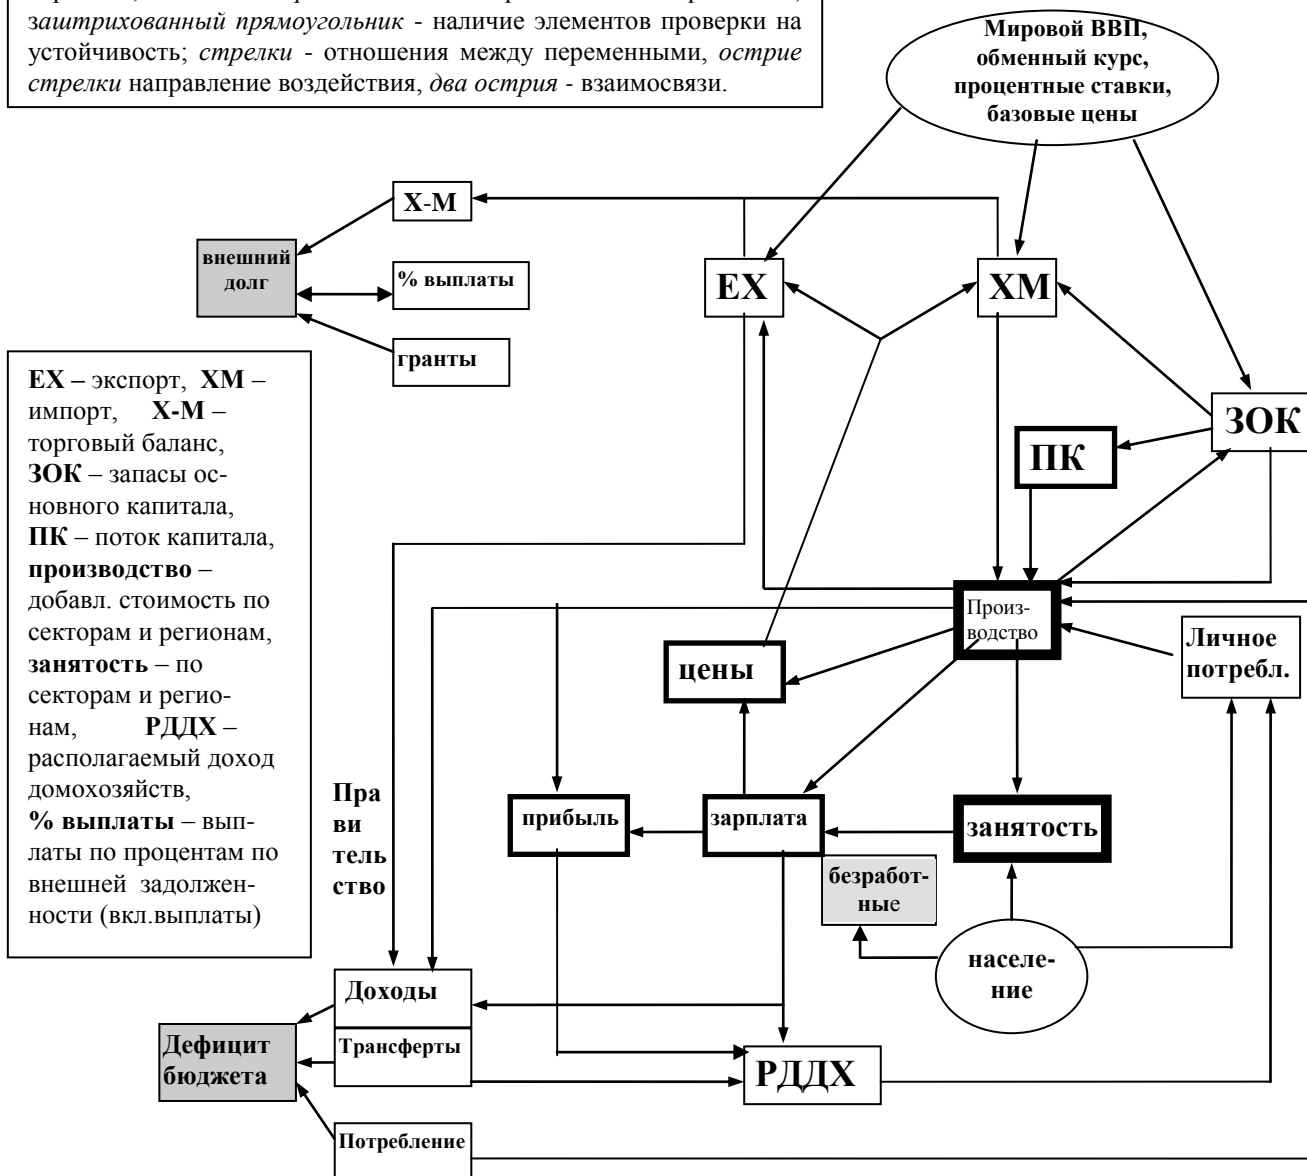 заштрихованный прямоугольник - наличие элементов проверки на
устойчивость; стрелки - отношения между переменными, острие
стрелки направление воздействия, два острия - взаимосвязи.
Мировой ВВП,
обменный курс,
процентные ставки,
базовые цены
Х-М
внешний
долг
% выплаты
гранты
ЕХ
ХМ
ЗОК
ПК
ЕХ – экспорт, ХМ –
импорт, Х-М –
торговый баланс,
ЗОК – запасы ос-
новного капитала,
ПК – поток капитала,
производство –
добавл. стоимость по
секторам и регионам,
занятость – по
секторам и регио-
нам, РДДХ –
располагаемый доход
домохозяйств,
% выплаты – вып-
латы по процентам по
внешней задолжен-
ности (вкл.выплаты)
Произ-
водство
Личное
потребл.
цены
Пра
ви
тель
ство
прибыль
зарплата
занятость
безработ-
ные
населе-
ние
Доходы
Трансферты
Дефицит
бюджета
РДДХ
Потребление